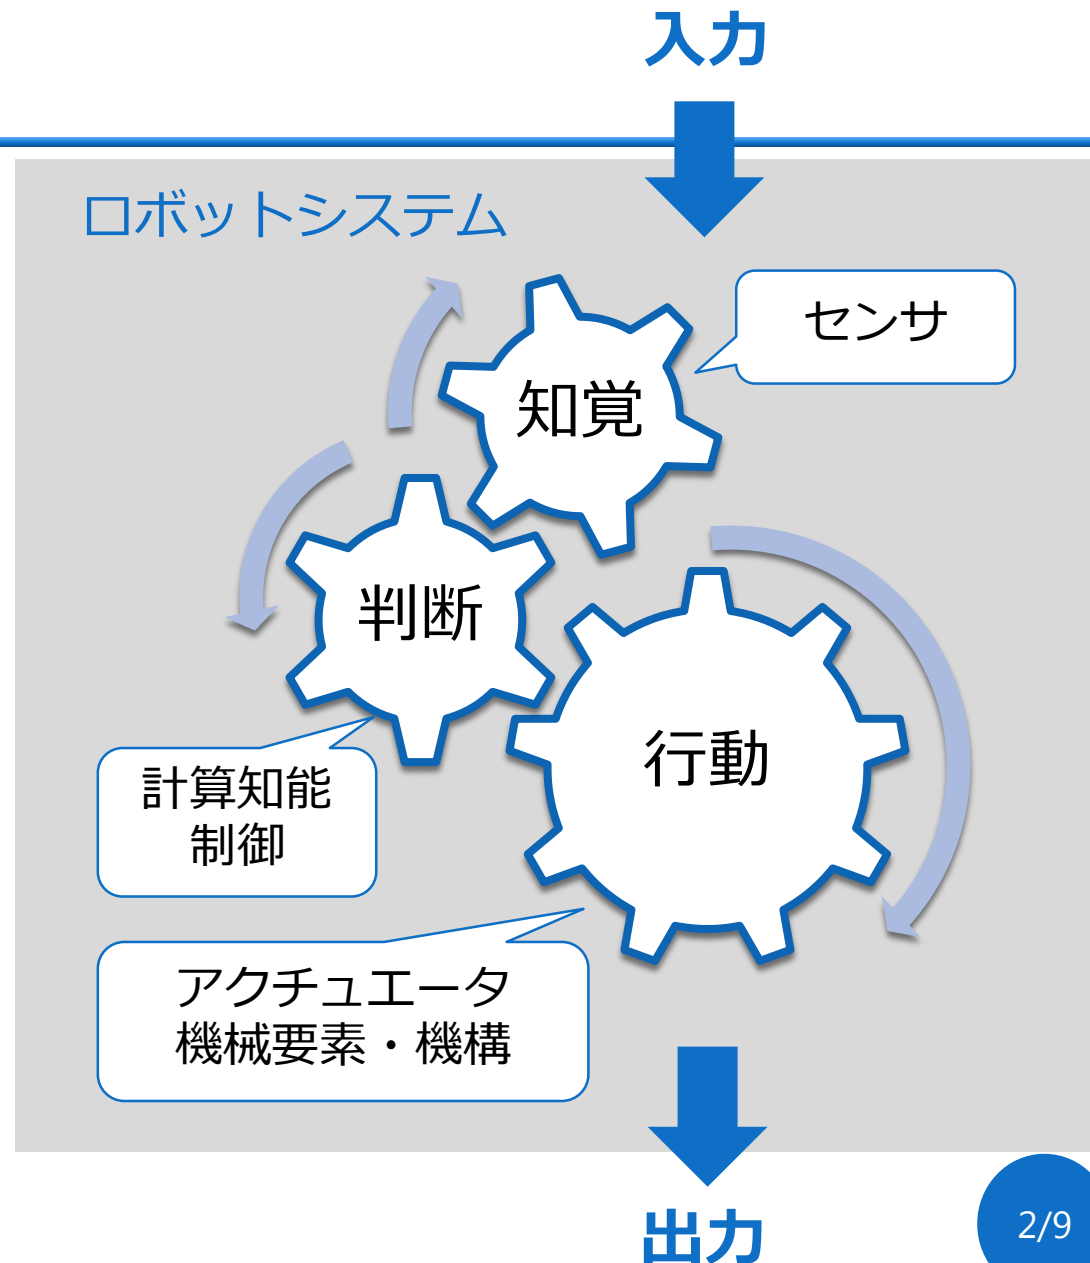 入力
ロボットシステム
センサ
知覚
判断
行動
計算知能
制御
アクチュエータ
機械要素・機構
出力
2/9